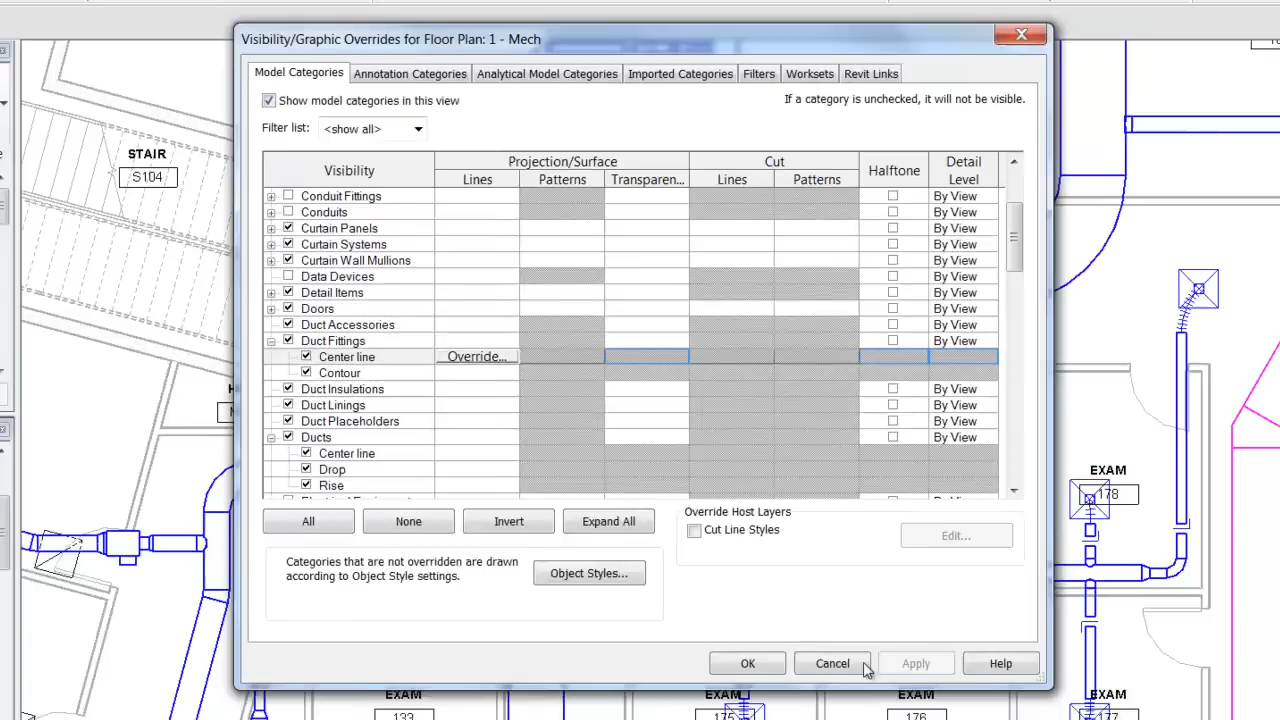 Visibility/Graphic Overrides for Floor Plan: 1 - Mech
Model Categories
Annotation Categories
Analytical Model Categories
Imported Categories
Filters
Worksets
Revit Links
Show model categories in this view
If a category is unchecked, it will not be visible.
Filter list:
<show all>
Visibility
Projection/Surface
Cut
Halftone
Detail
Level
Lines
Patterns
Transparen...
Lines
Patterns
Conduit Fittings
By View
Conduits
By View
Curtain Panels
By View
Curtain Systems
By View
Curtain Wall Mullions
By View
Data Devices
By View
Detail Items
By View
Doors
By View
Duct Accessories
By View
Duct Fittings
By View
Center line
Override...
Contour
Duct Insulations
By View
Duct Linings
By View
Duct Placeholders
By View
Ducts
By View
Center line
Drop
Rise
All
None
Invert
Expand All
Override Host Layers
Cut Line Styles
Edit...
Categories that are not overridden are drawn
according to Object Style settings.
Object Styles...
OK
Cancel
Apply
Help
STAIR
S104
EXAM
178
EXAM
EXAM
175
EXAM
176
EXAM
177